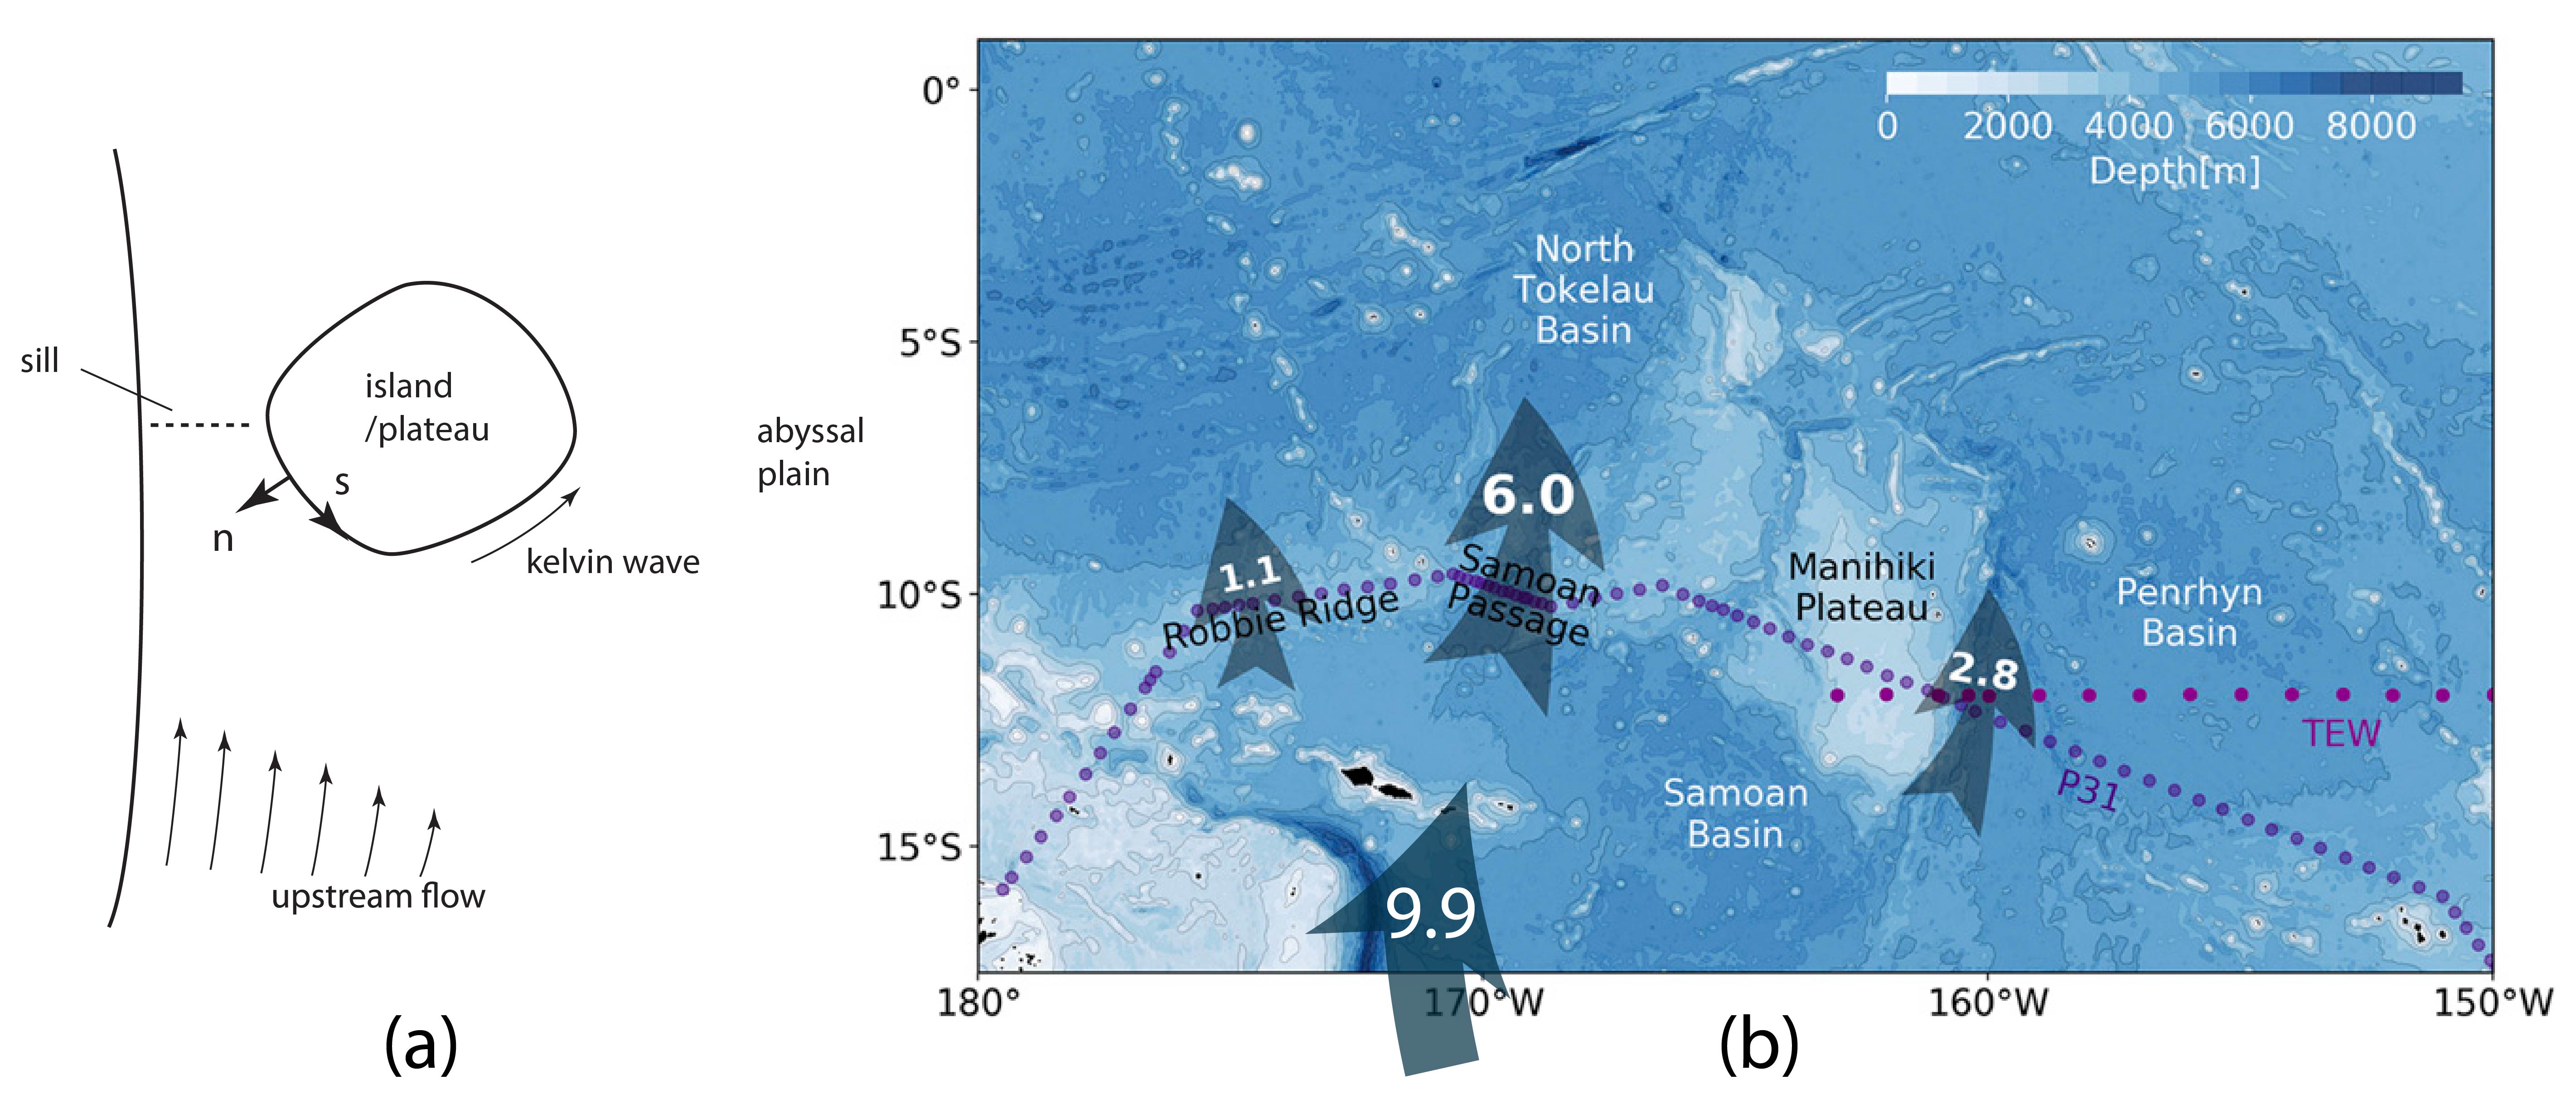 sill
island
/plateau
s
n
kelvin wave
abyssal
plain
upstream flow
(a)
0°
5°S
10°S
15°S
180°
170°W
160°W
150°W
0
2000
4000
6000
8000
Depth[m]
North
Tokelau
Basin
6.0
1.1
Samoan
Passage
Robbie Ridge
Manihiki
Plateau
Penrhyn
Basin
2.8
TEW
P31
Samoan
Basin
9.9
(b)